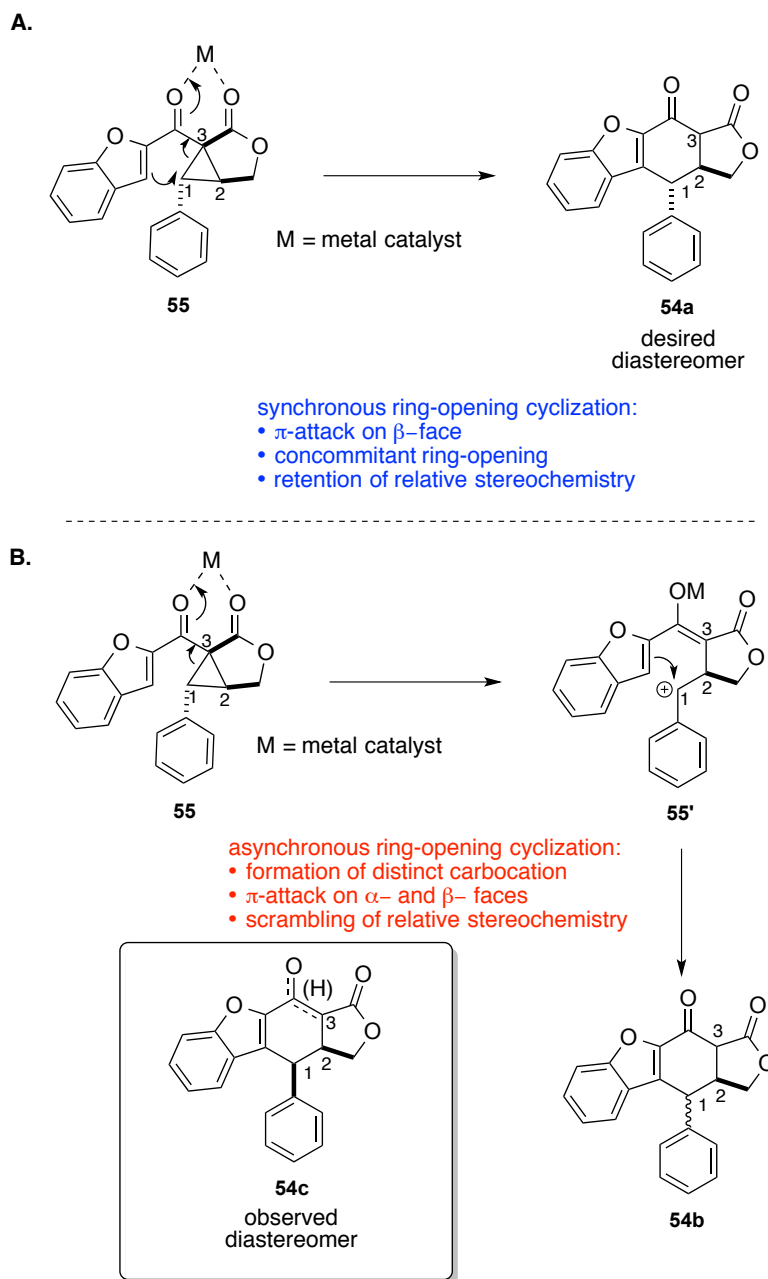 A.
M
O O
O 3 O
O
1 2
M = metal catalyst
55
O O
O 3 O
2
1
54a
desired
diastereomer
synchronous ring-opening cyclization:
• π-attack on β–face
• concommitant ring-opening
• retention of relative stereochemistry
B.
M
O O
O 3 O
1 2
M = metal catalyst
55
OM
O O
3 O
2
⊕ 1
55'
asynchronous ring-opening cyclization:
• formation of distinct carbocation
• π-attack on α– and β– faces
• scrambling of relative stereochemistry
O (H) O
O 3 O
2
1
54c
observed
diastereomer
O O
O 3 O
2
1
54b